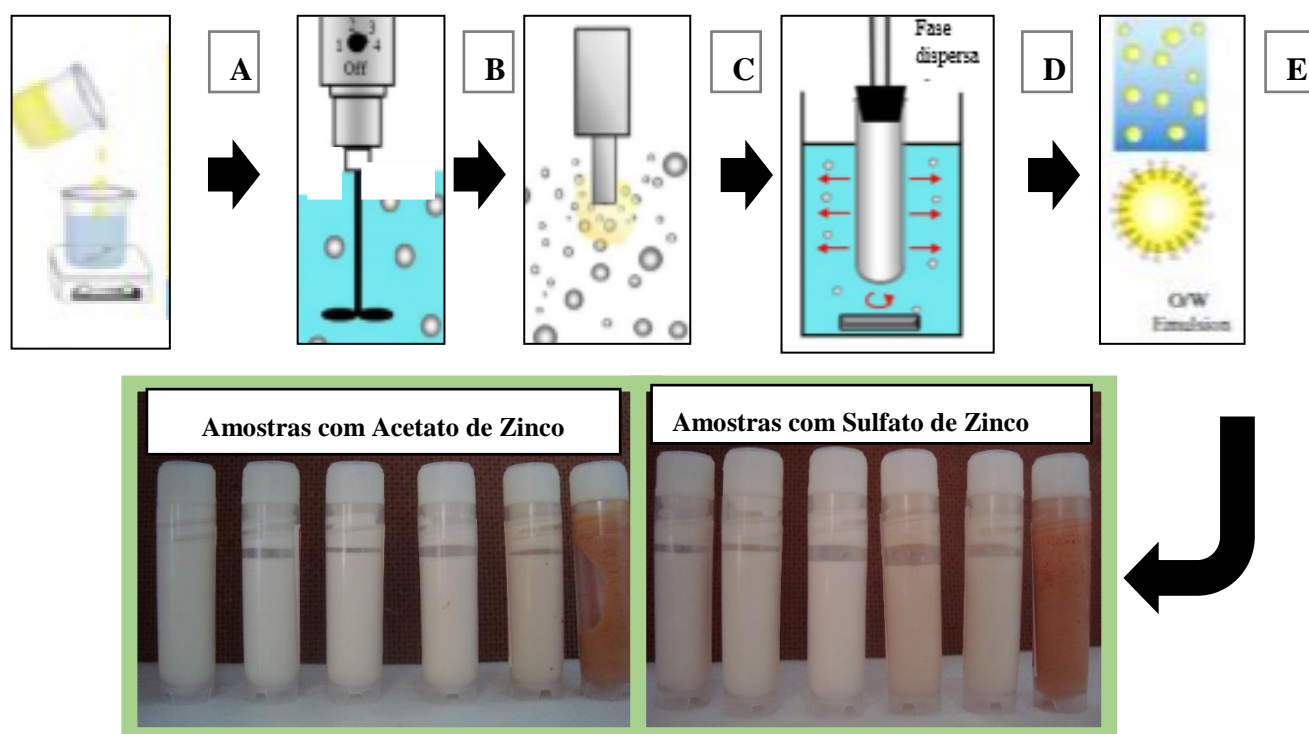 A
B
C
D
E
2
1
3
4
Off
Fase
dispersa
O/W
Emulsion
Amostras com Acetato de Zinco
Amostras com Sulfato de Zinco